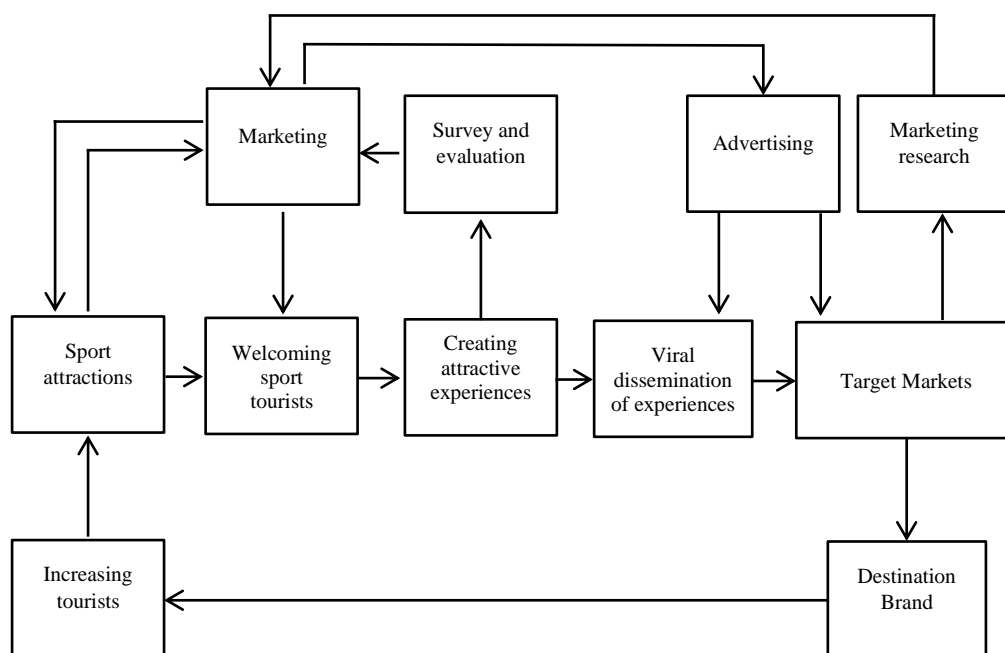 Marketing
Survey and
evaluation
Advertising
Marketing
research
Sport
attractions
Welcoming
sport
tourists
Creating
attractive
experiences
Viral
dissemination
of experiences
Target Markets
Increasing
tourists
Destination
Brand